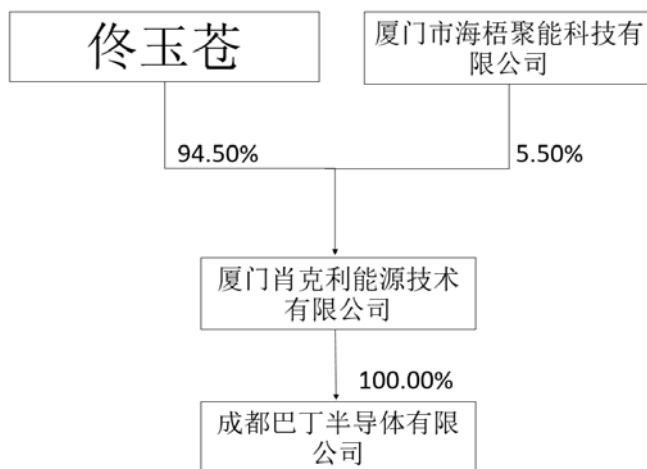 佟玉苍
厦门市海梧聚能科技有
限公司
94.50%
5.50%
厦门肖克利能源技术
有限公司
100.00%
成都巴丁半导体有限
公司